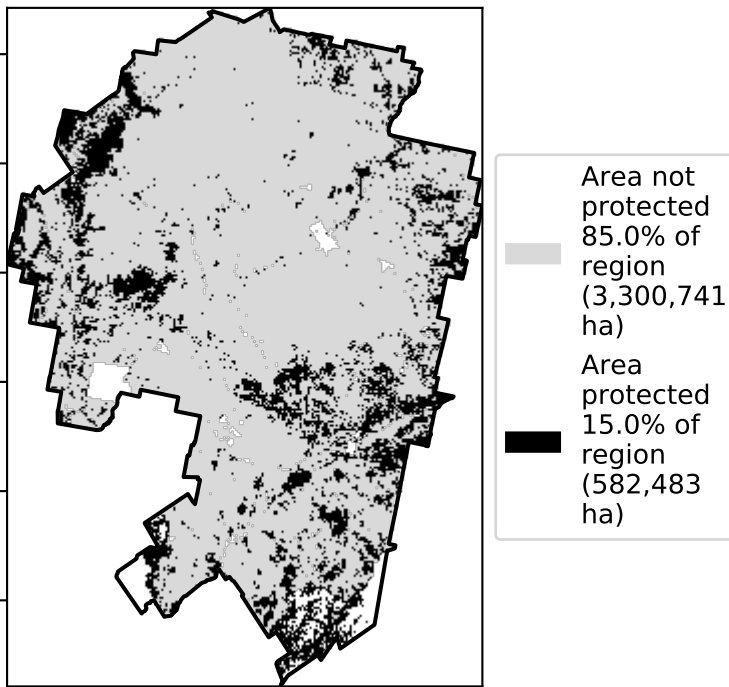 Area not
protected
85.0% of
region
(3,300,741
ha)
Area
protected
15.0% of
region
(582,483
ha)